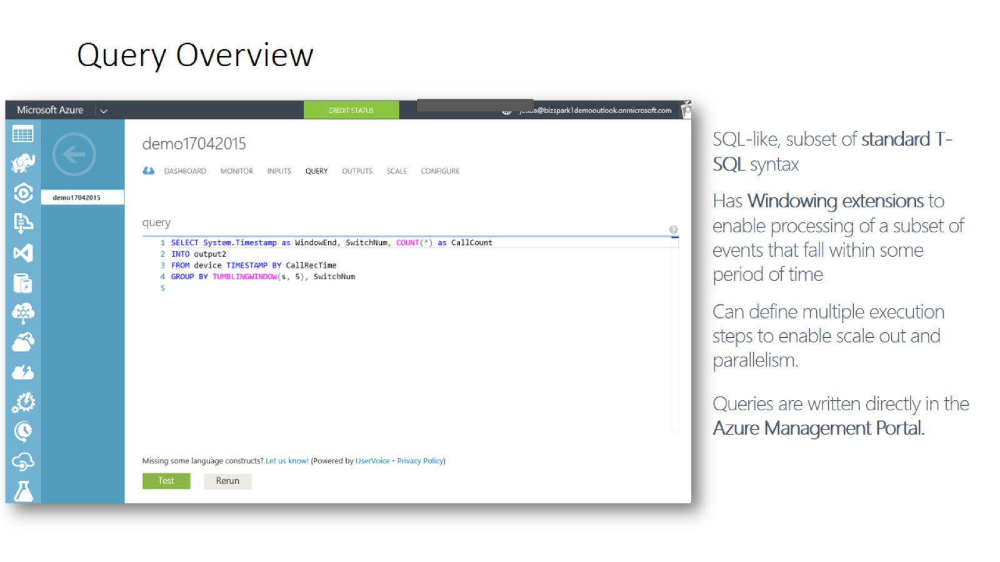 Query Overview
Microsoft Azure
CREDIT STATUS
@bizspark1demooutlook.onmicrosoft.com
demo17042015
DASHBOARD MONITOR INPUTS QUERY OUTPUTS SCALE CONFIGURE
demo17042015
query
1 SELECT System.Timestamp as WindowEnd, SwitchNum, COUNT(*) as CallCount
2 INTO output2
3 FROM device TIMESTAMP BY CallRecTime
4 GROUP BY TUMBLINGWINDOW(s, 5), SwitchNum
5
Missing some language constructs? Let us know! (Powered by UserVoice - Privacy Policy)
Test Rerun
SQL-like, subset of standard T-
SQL syntax
Has Windowing extensions to
enable processing of a subset of
events that fall within some
period of time
Can define multiple execution
steps to enable scale out and
parallelism.
Queries are written directly in the
Azure Management Portal.